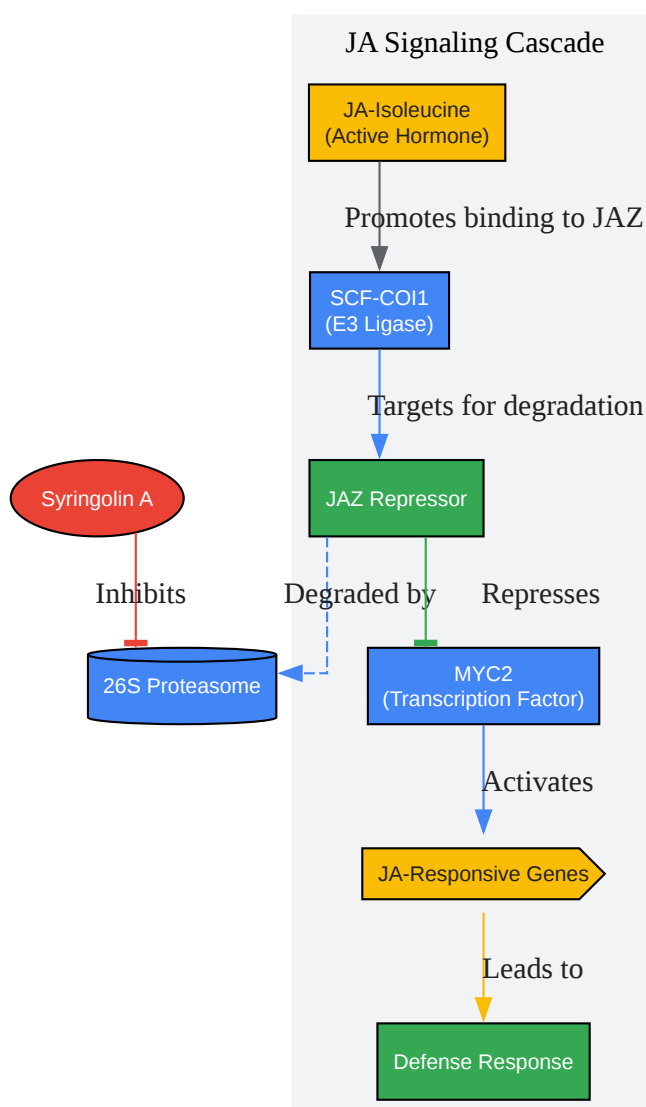 JA Signaling Cascade
JA-Isoleucine
(Active Hormone)
Promotes binding to JAZ
SCF-COI1
(E3 Ligase)
Targets for degradation
Syringolin A
JAZ Repressor
Inhibits
Degraded by
Represses
26S Proteasome
MYC2
(Transcription Factor)
Activates
JA-Responsive Genes
Leads to
Defense Response